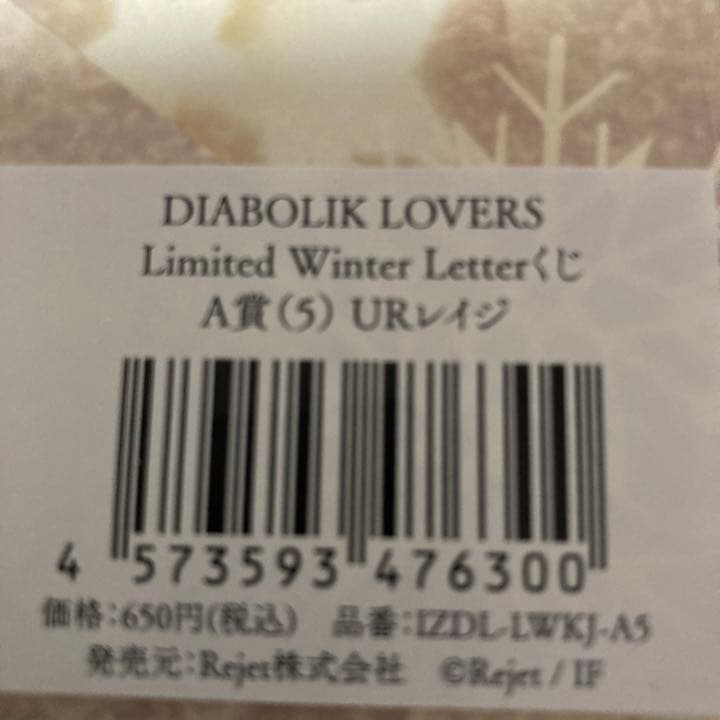 DIABOLIK LOVERS
Limited Winter Letterくじ
A賞(5) URレイジ
4 573593 476300
価格:650円(税込) 品番:IZDL-LWKJ-A5
発売元:Rejet株式会社 ©Rejet / IF